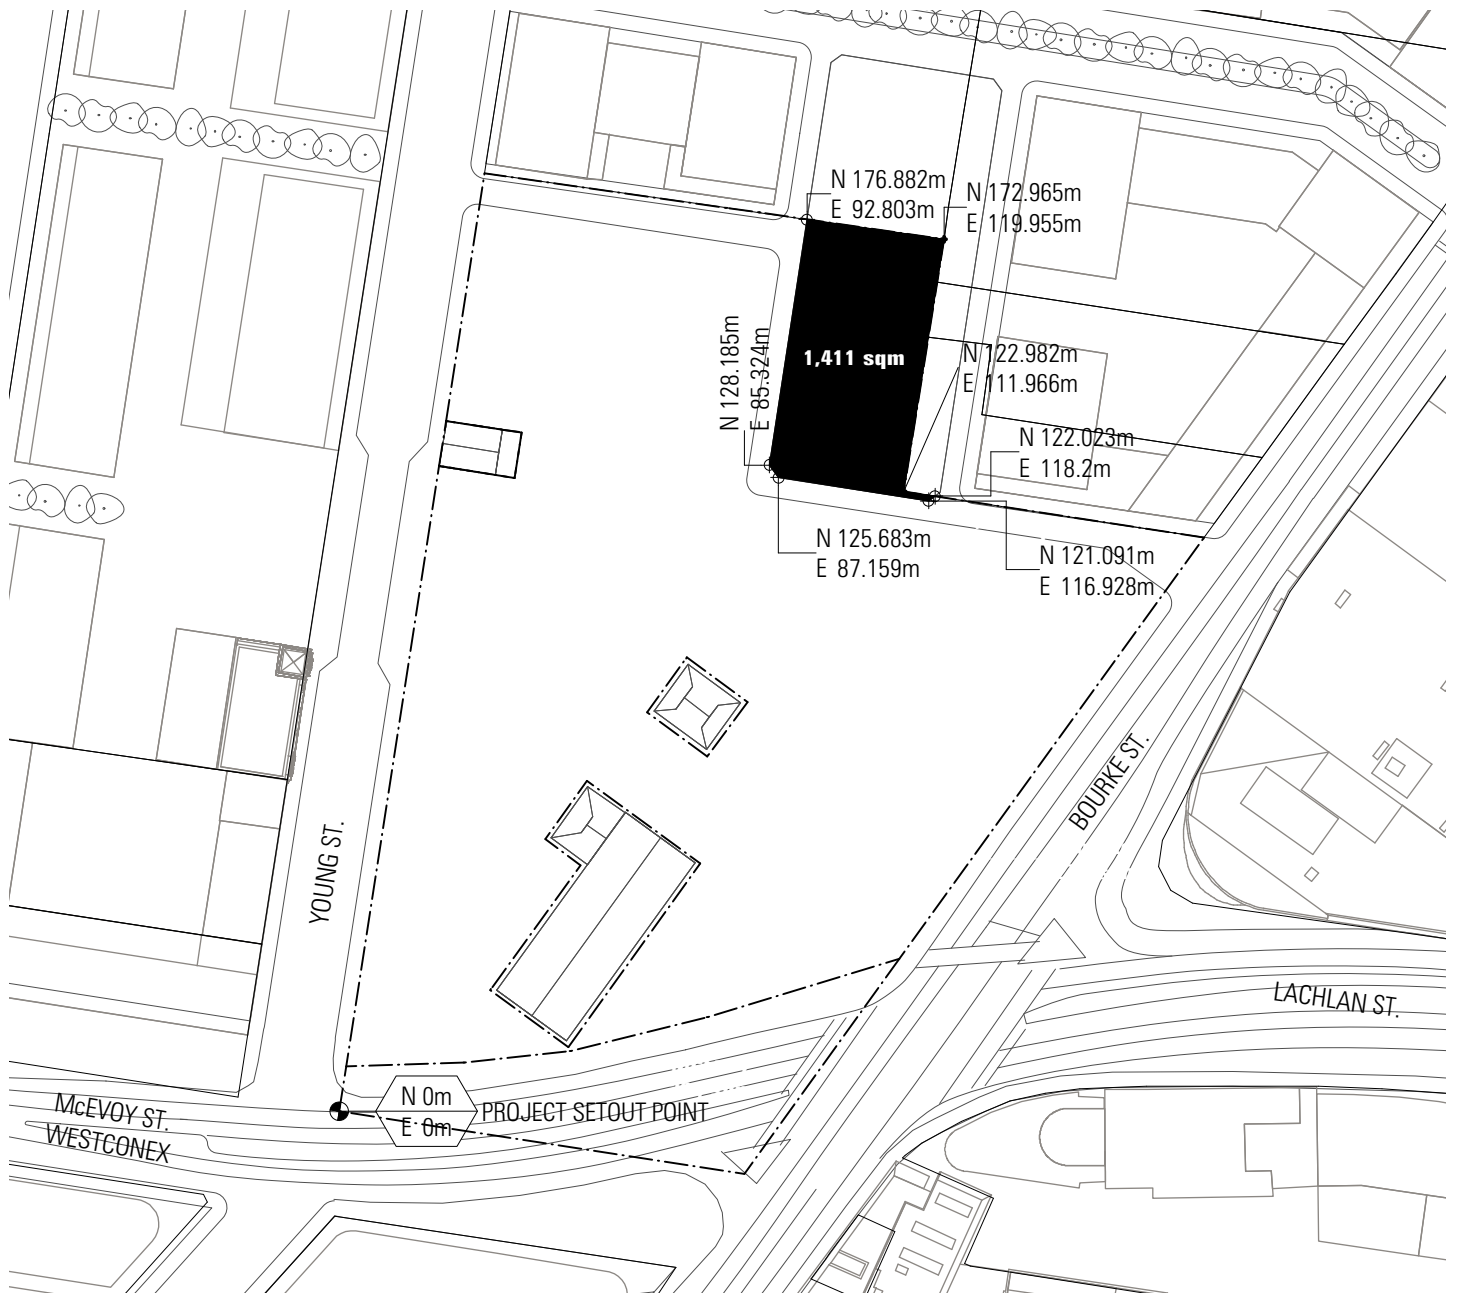 N 176.882m
E 92.803m
N 172.965m
E 119.955m
N 128.185m
E 85.324m
1,411 sqm
N 122.982m
E 111.966m
N 122.023m
E 118.2m
N 125.683m
E 87.159m
N 121.091m
E 116.928m
BOURKE ST.
YOUNG ST.
LACHLAN ST.
N 0m
E 0m
PROJECT SETOUT POINT
McEVOY ST.
WESTCONEX